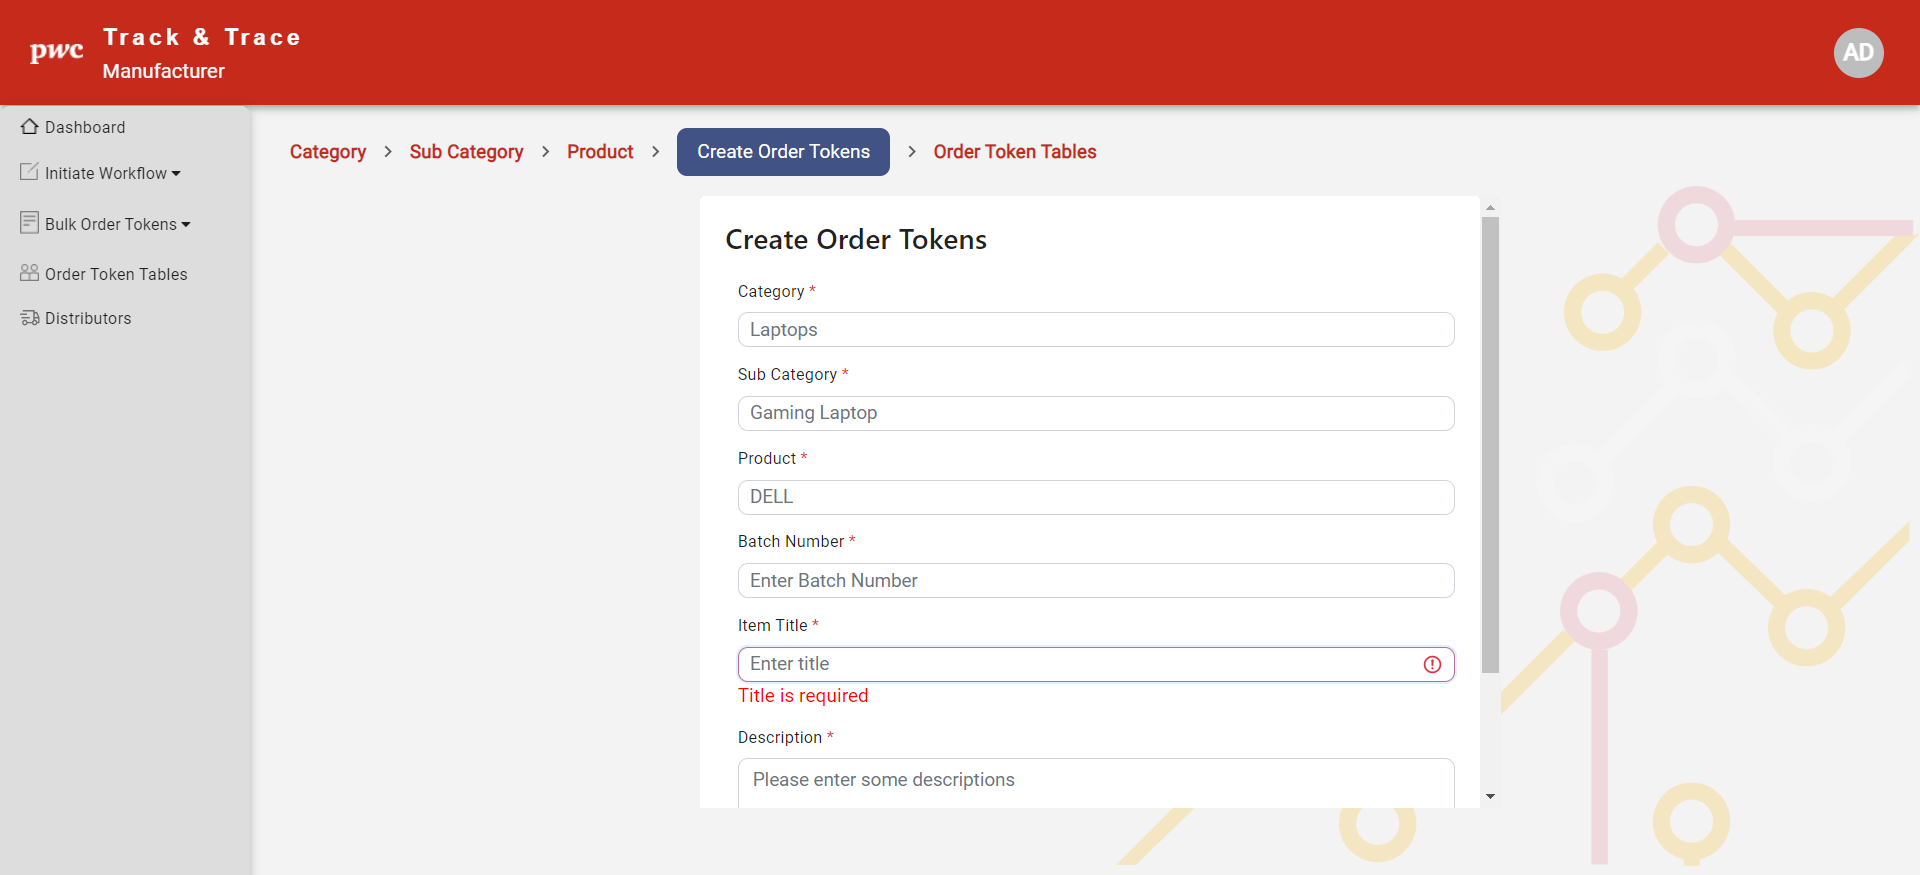 pwc
Track & Trace
Manufacturer
AD
Dashboard
Initiate Workflow
Bulk Order Tokens
Order Token Tables
Distributors
Category > Sub Category > Product > Create Order Tokens > Order Token Tables
Create Order Tokens
Category *
Laptops
Sub Category *
Gaming Laptop
Product *
DELL
Batch Number *
Enter Batch Number
Item Title *
Enter title
Title is required
Description *
Please enter some descriptions